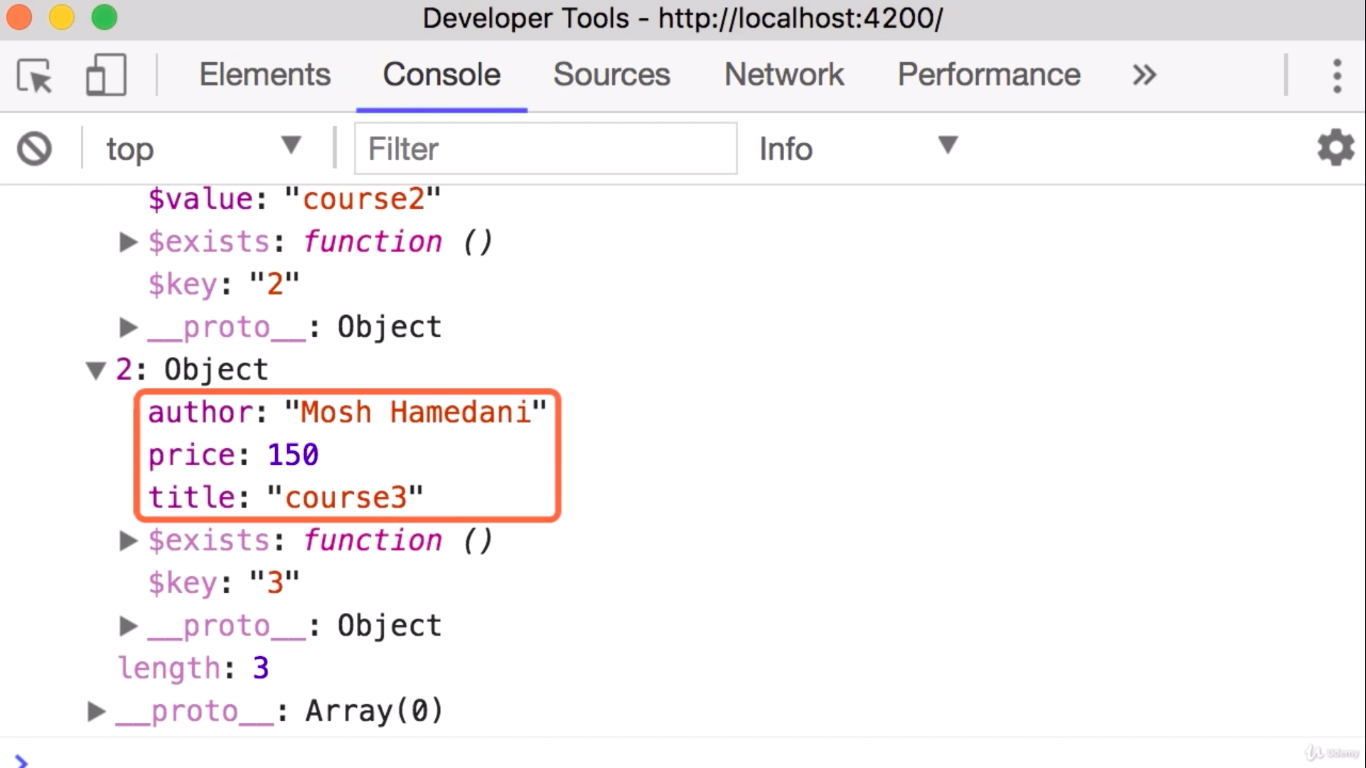 Developer Tools - http://localhost:4200/
Elements Console Sources Network Performance »
top Filter Info
$value: "course2"
$exists: function ()
$key: "2"
__proto__: Object
2: Object
author: "Mosh Hamedani"
price: 150
title: "course3"
$exists: function ()
$key: "3"
__proto__: Object
length: 3
__proto__: Array(0)
Udemy